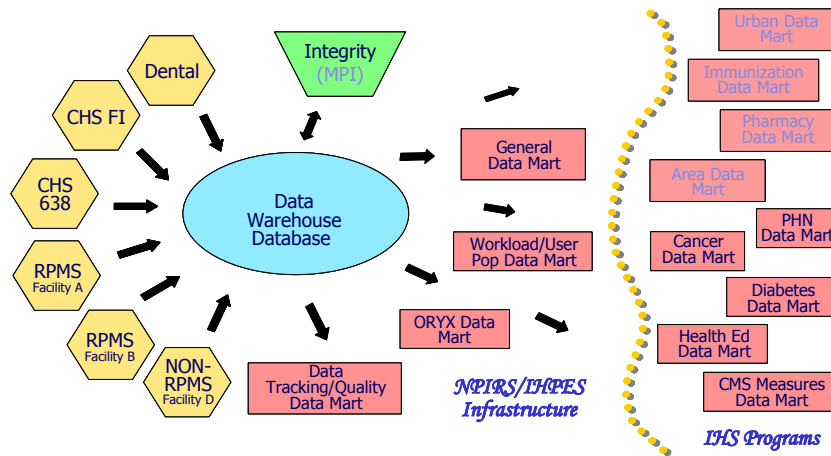 Dental
CHS FI
CHS
638
RPMS
Facility A
RPMS
Facility B
NON-
RPMS
Facility D
Integrity
(MPI)
Data
Warehouse
Database
General
Data Mart
Workload/User
Pop Data Mart
ORYX Data
Mart
Data
Tracking/Quality
Data Mart
NPIRS/IHPES
Infrastructure
Urban Data
Mart
Immunization
Data Mart
Pharmacy
Data Mart
Area Data
Mart
PHN
Data Mart
Cancer
Data Mart
Diabetes
Data Mart
Health Ed
Data Mart
CMS Measures
Data Mart
IHS Programs